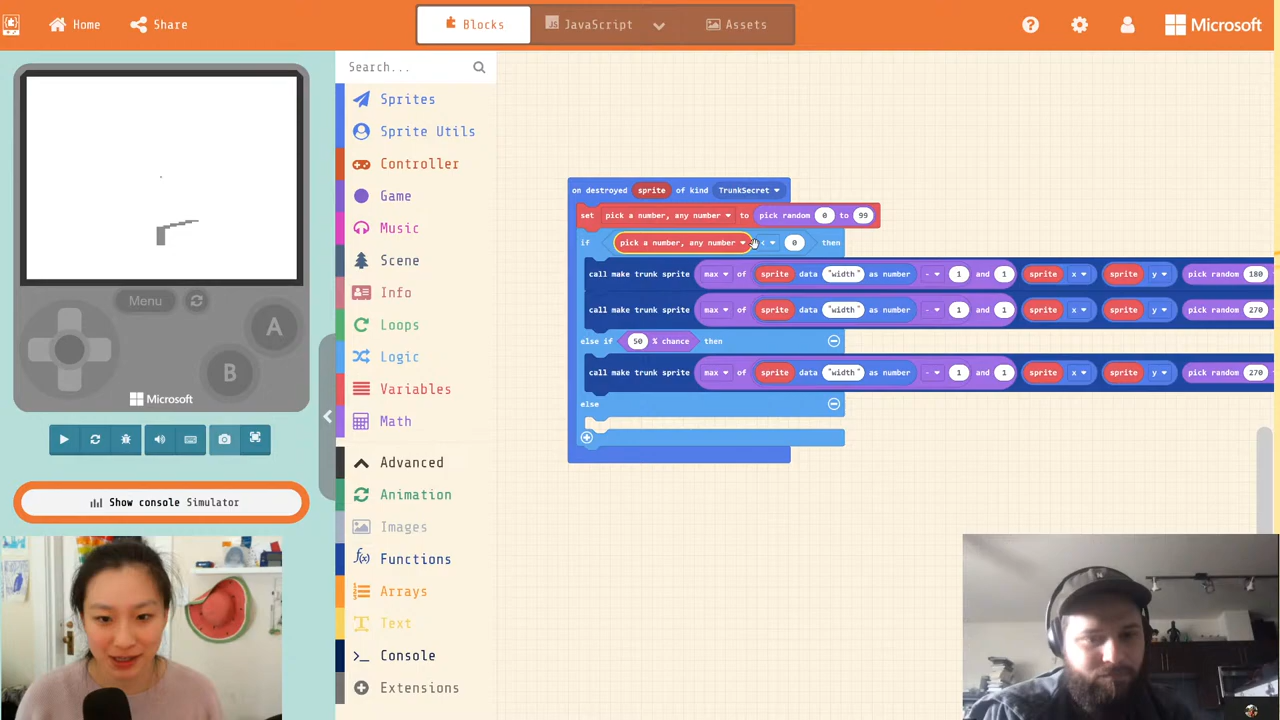 Home
Share
Blocks
JavaScript
Assets
Microsoft
Search...
Sprites
Sprite Utils
Controller
Game
Music
Scene
Info
Loops
Logic
Variables
Math
Advanced
Animation
Images
Functions
Arrays
Text
Console
Extensions
Menu
A
B
Microsoft
Show console Simulator
on destroyed sprite of kind TrunkSecret
set pick a number, any number to pick random 0 to 99
if pick a number, any number < 0 then
call make trunk sprite max of sprite data "width" as number - 1 and 1 sprite x sprite y pick random 180
call make trunk sprite max of sprite data "width" as number - 1 and 1 sprite x sprite y pick random 270
else if 50 % chance then
call make trunk sprite max of sprite data "width" as number - 1 and 1 sprite x sprite y pick random 270
else